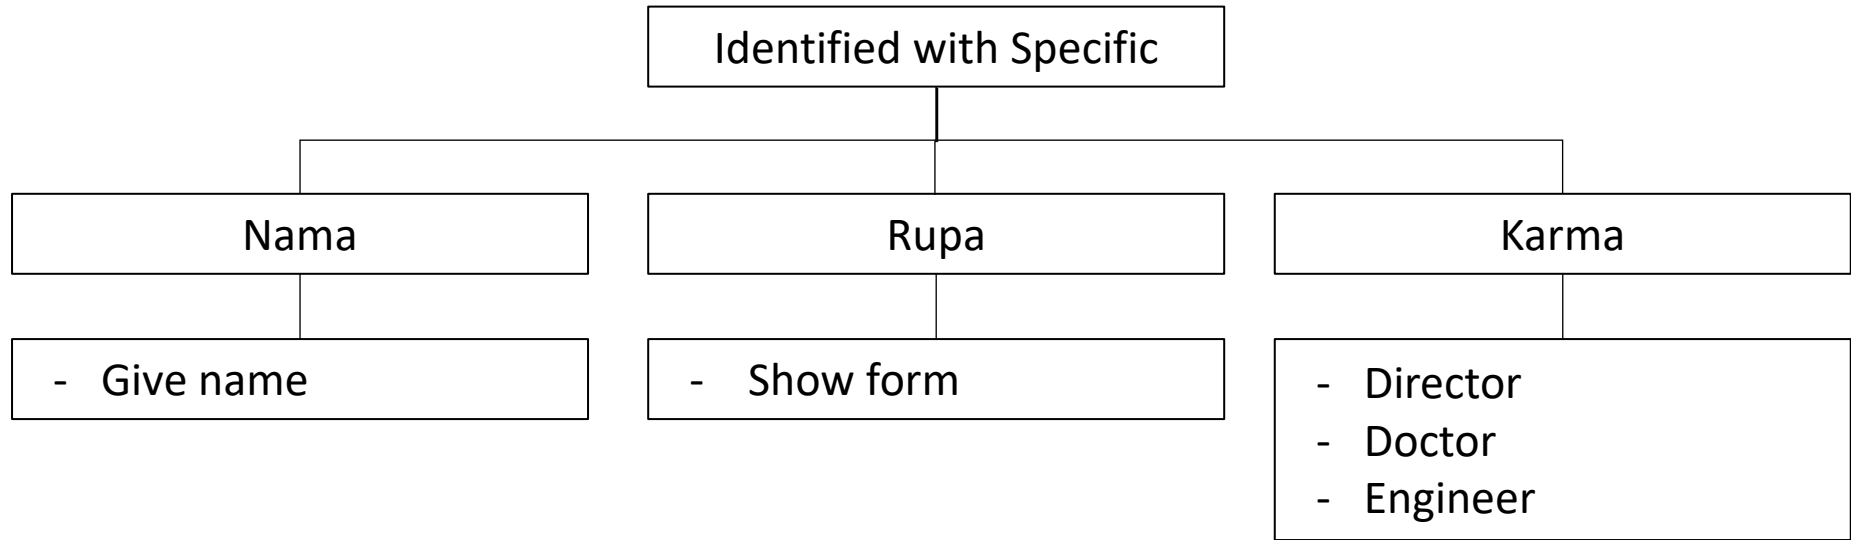 Identified with Specific
Nama
Rupa
Karma
- Give name
- Show form
- Director
- Doctor
- Engineer